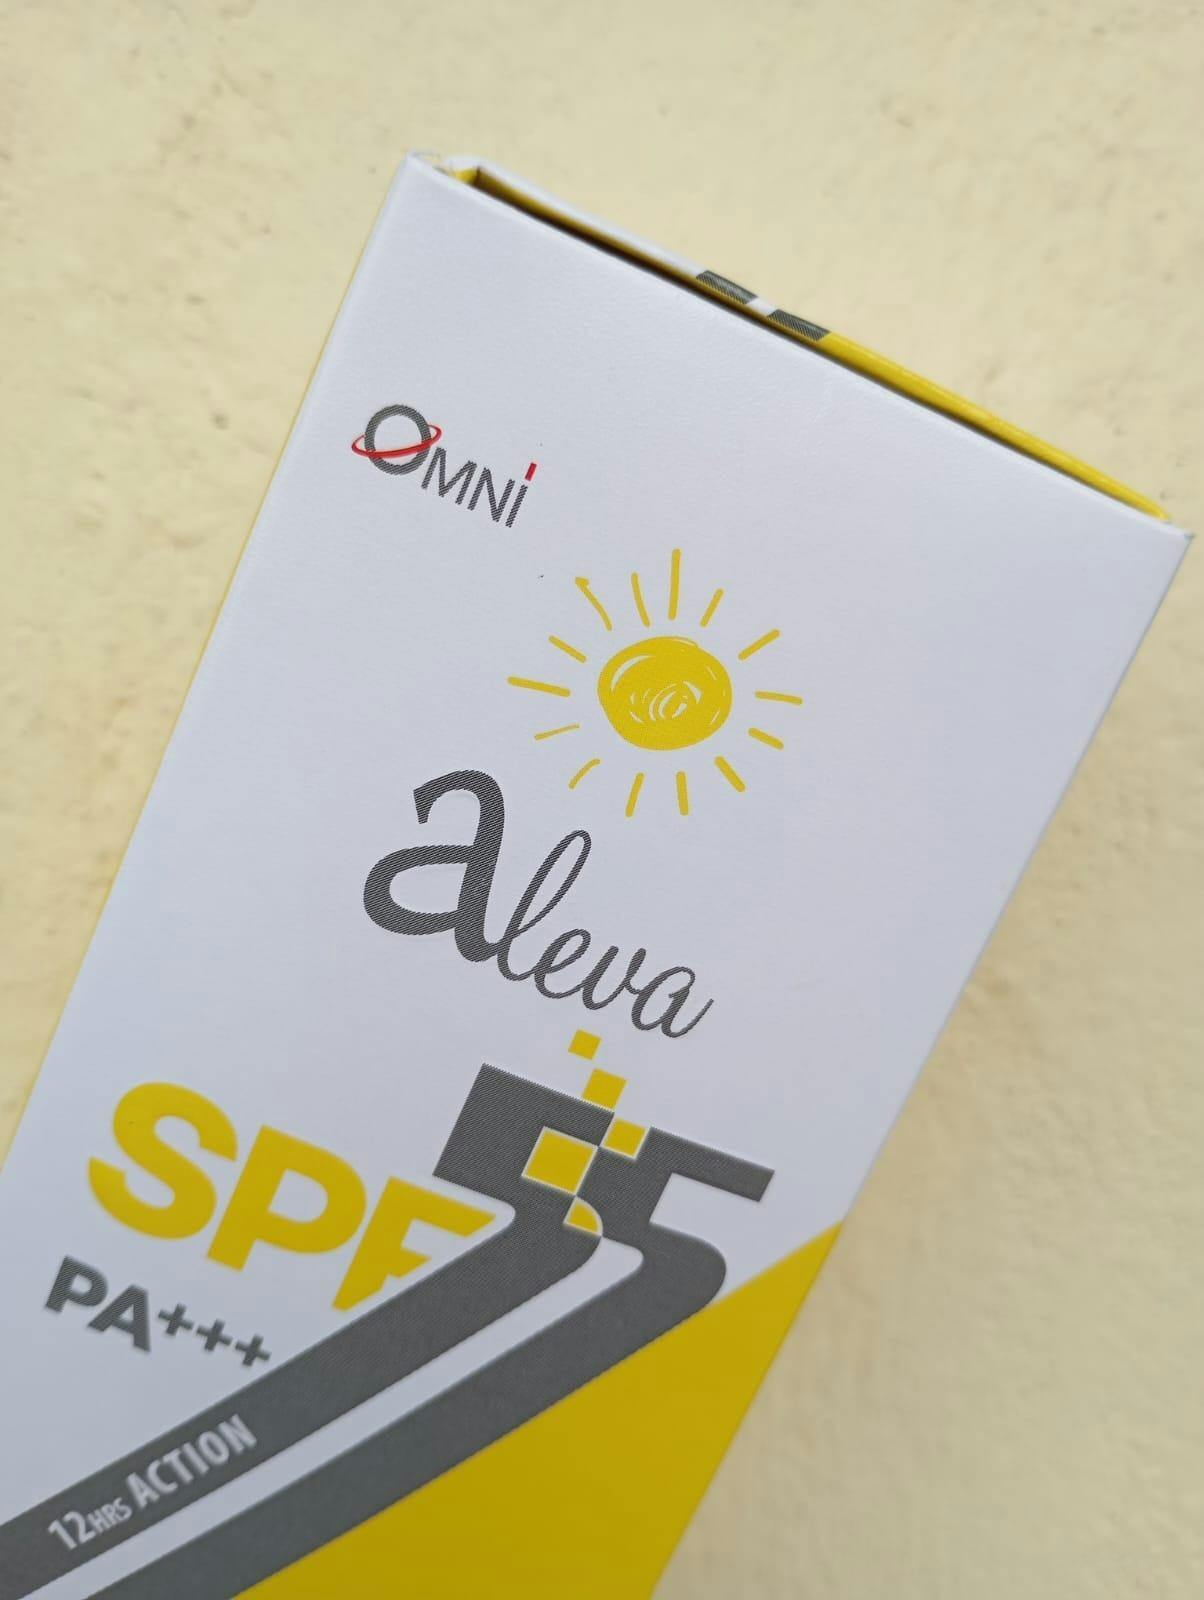 OMNi
aleva
SPF 55
PA+++
12HRS ACTION